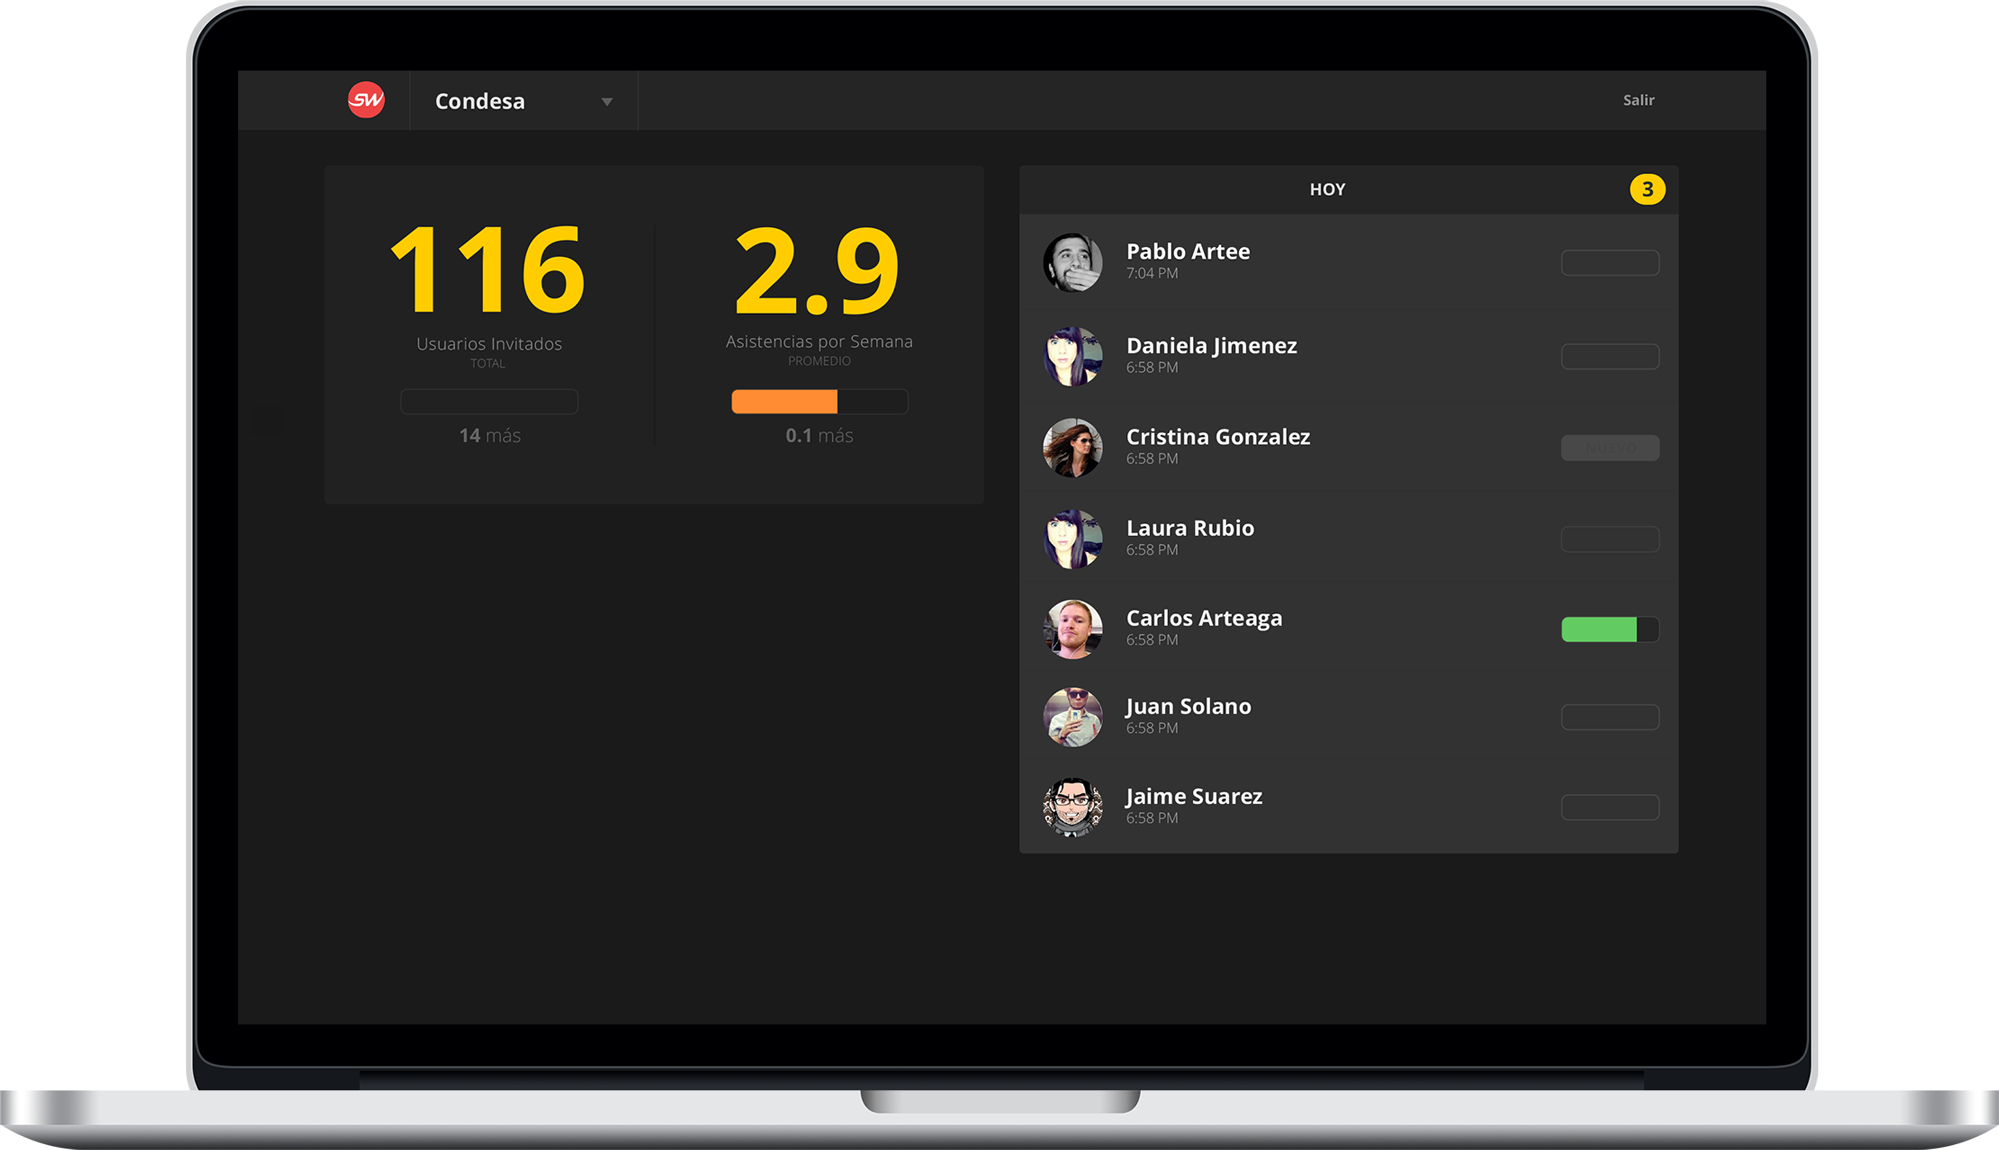 SW
Condesa
Salir
116
Usuarios Invitados
TOTAL
14 más
2.9
Asistencias por Semana
PROMEDIO
0.1 más
HOY
3
Pablo Artee
7:04 PM
Daniela Jimenez
6:58 PM
Cristina Gonzalez
6:58 PM
NUEVO
Laura Rubio
6:58 PM
Carlos Arteaga
6:58 PM
Juan Solano
6:58 PM
Jaime Suarez
6:58 PM